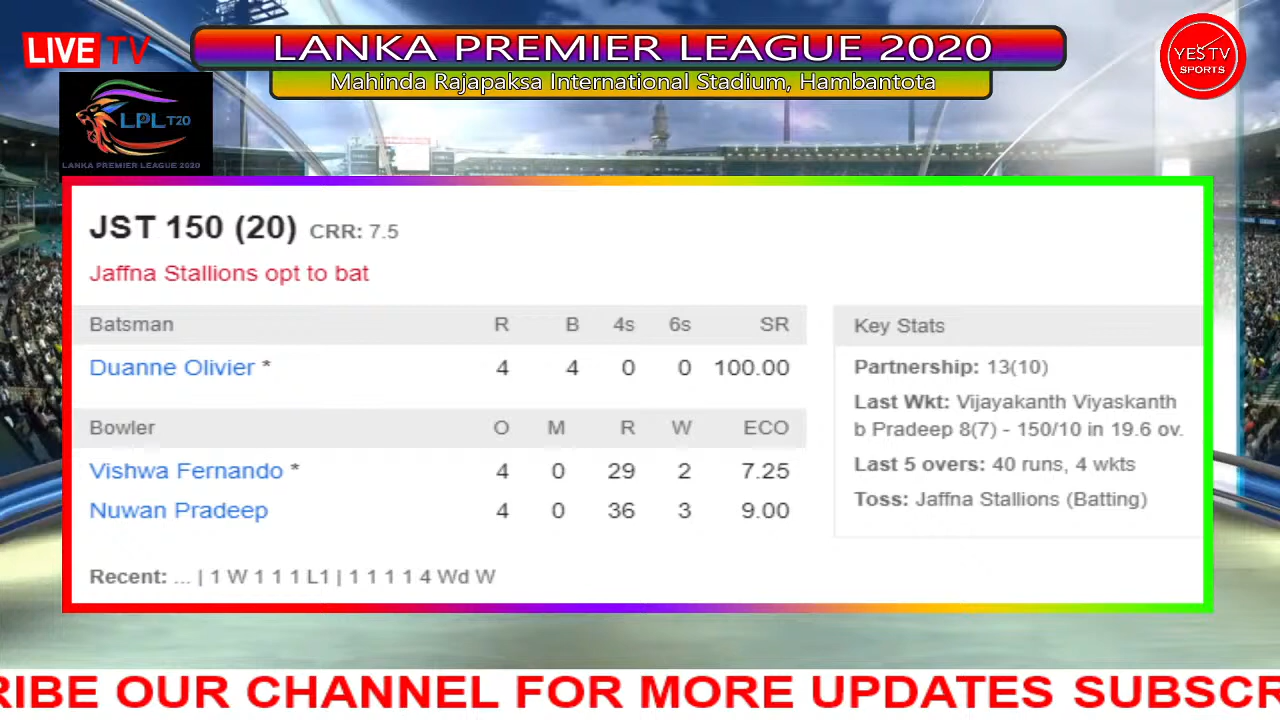 LIVE TV
LANKA PREMIER LEAGUE 2020
YES TV
SPORTS
Mahinda Rajapaksa International Stadium, Hambantota
LPL T20
LANKA PREMIER LEAGUE 2020
JST 150 (20) CRR: 7.5
Jaffna Stallions opt to bat
Batsman R B 4s 6s SR
Duanne Olivier * 4 4 0 0 100.00
Bowler O M R W ECO
Vishwa Fernando * 4 0 29 2 7.25
Nuwan Pradeep 4 0 36 3 9.00
Recent: ... | 1 W 1 1 1 L1 | 1 1 1 1 4 Wd W
Key Stats
Partnership: 13(10)
Last Wkt: Vijayakanth Viyaskanth
b Pradeep 8(7) - 150/10 in 19.6 ov.
Last 5 overs: 40 runs, 4 wkts
Toss: Jaffna Stallions (Batting)
RIBE OUR CHANNEL FOR MORE UPDATES SUBSCR